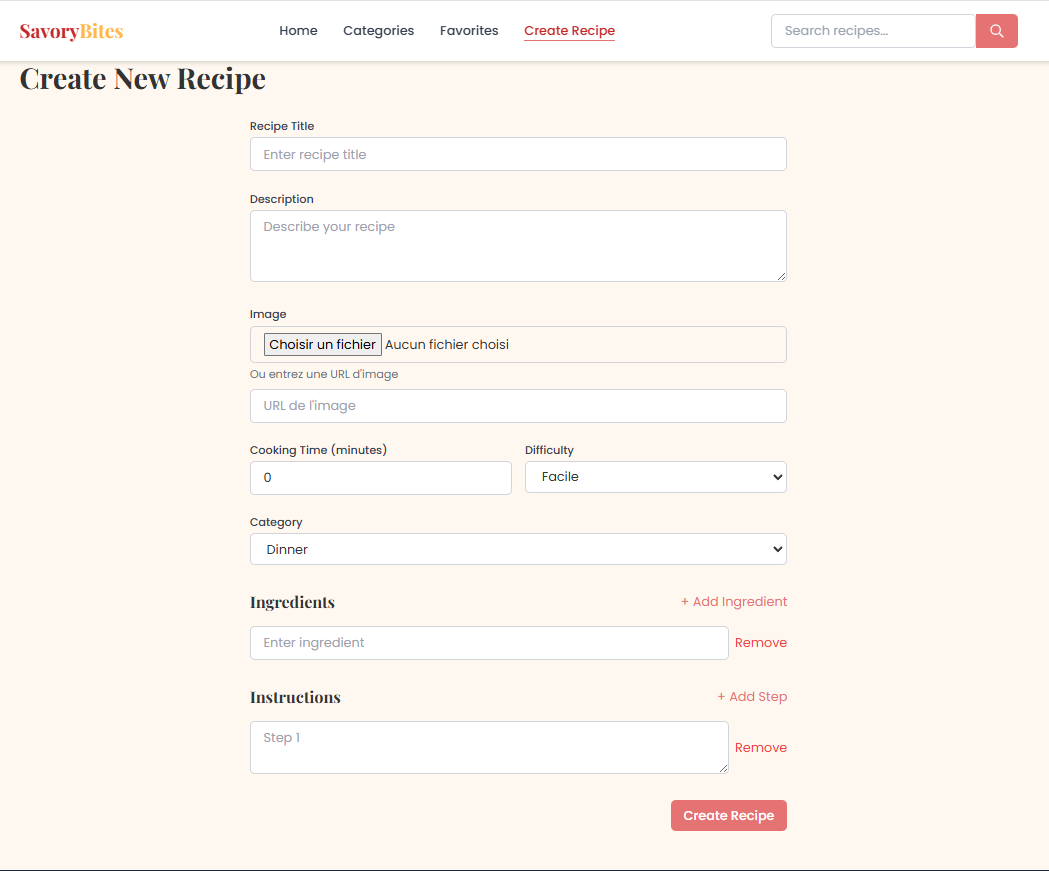 SavoryBites Home Categories Favorites Create Recipe Search recipes...
Create New Recipe
Recipe Title
Enter recipe title
Description
Describe your recipe
Image
Choisir un fichier Aucun fichier choisi
Ou entrez une URL d'image
URL de l'image
Cooking Time (minutes) Difficulty
0 Facile
Category
Dinner
Ingredients + Add Ingredient
Enter ingredient Remove
Instructions + Add Step
Step 1 Remove
Create Recipe